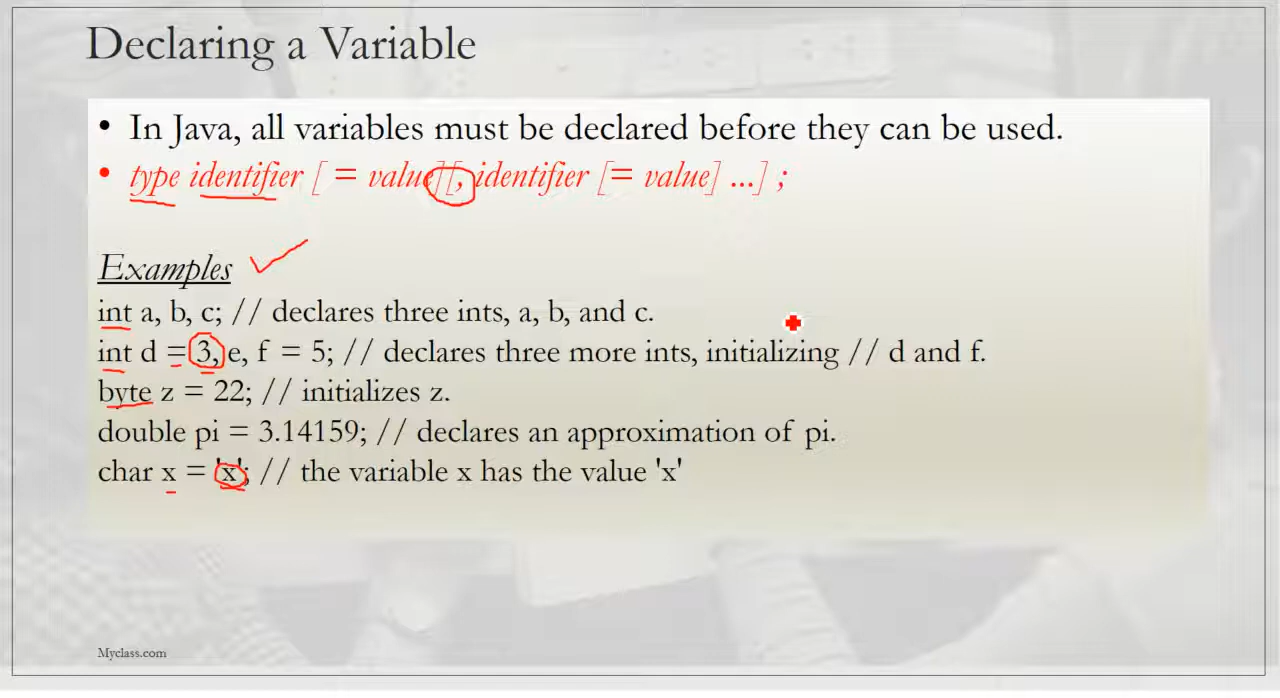 Declaring a Variable
• In Java, all variables must be declared before they can be used.
• type identifier [ = value][, identifier [= value] ...] ;
Examples
int a, b, c; // declares three ints, a, b, and c.
int d = 3, e, f = 5; // declares three more ints, initializing // d and f.
byte z = 22; // initializes z.
double pi = 3.14159; // declares an approximation of pi.
char x = 'x'; // the variable x has the value 'x'
Myclass.com